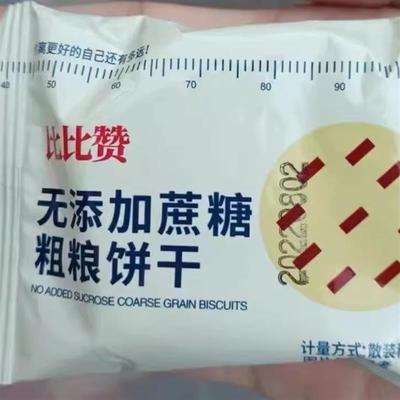 离更好的自己还有多远!
40 50 60 70 80 90
比比赞
无添加蔗糖
粗粮饼干
NO ADDED SUCROSE COARSE GRAIN BISCUITS
20220802
计量方式:散装